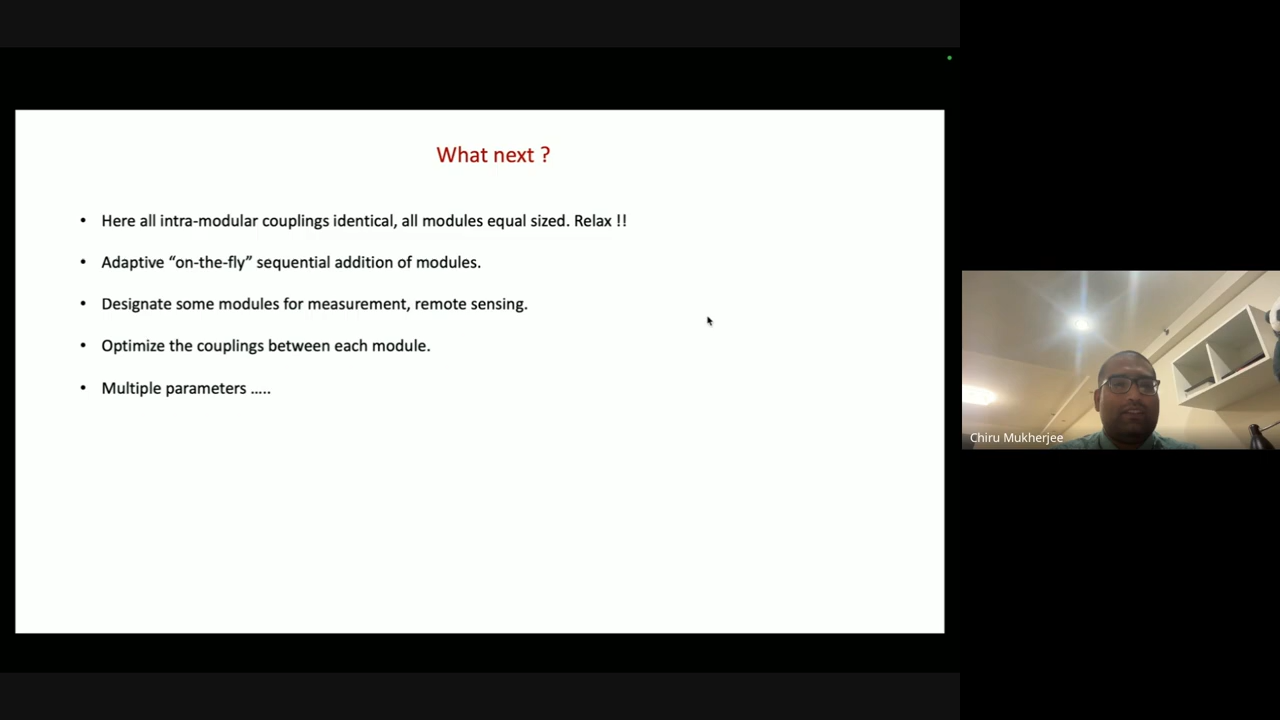 What next ?
• Here all intra-modular couplings identical, all modules equal sized. Relax !!
• Adaptive “on-the-fly” sequential addition of modules.
• Designate some modules for measurement, remote sensing.
• Optimize the couplings between each module.
• Multiple parameters .....
Chiru Mukherjee